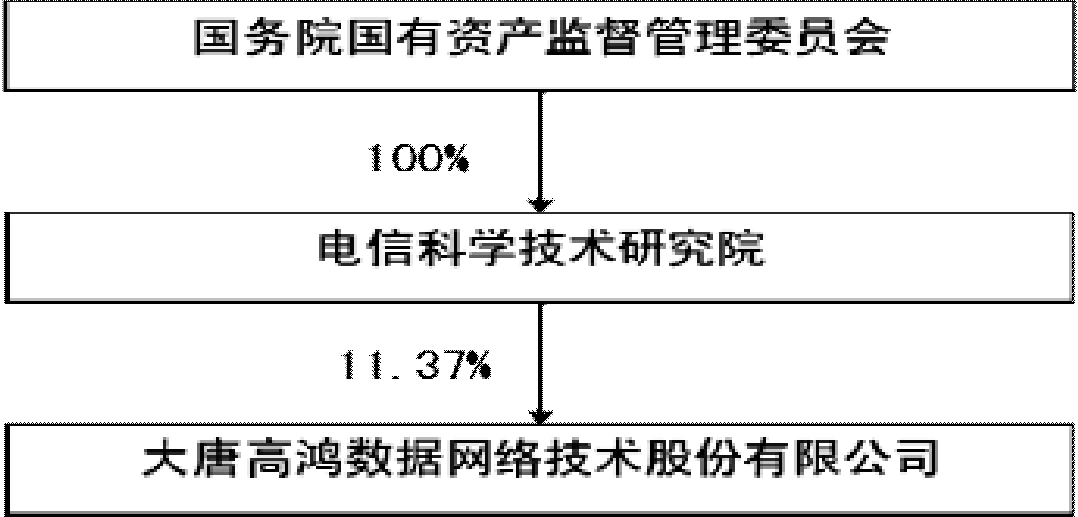 国务院国有资产监督管理委员会
100%
电信科学技术研究院
11.37%
大唐高鸿数据网络技术股份有限公司